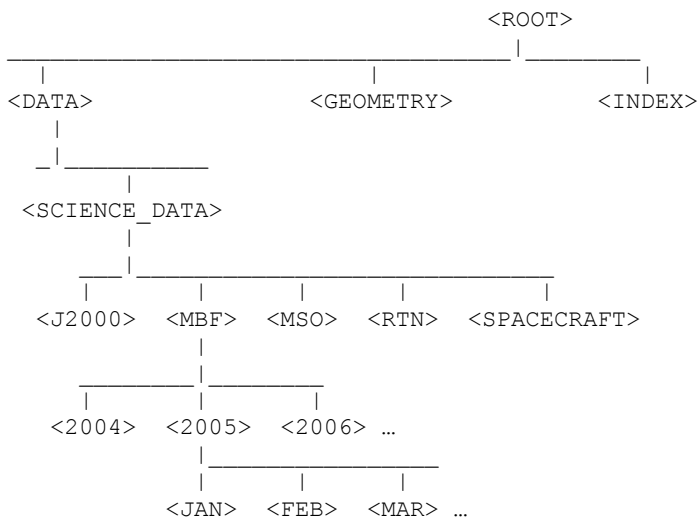 <ROOT>
<DATA> <GEOMETRY> <INDEX>
<SCIENCE_DATA>
<J2000> <MBF> <MSO> <RTN> <SPACECRAFT>
<2004> <2005> <2006> …
<JAN> <FEB> <MAR> …